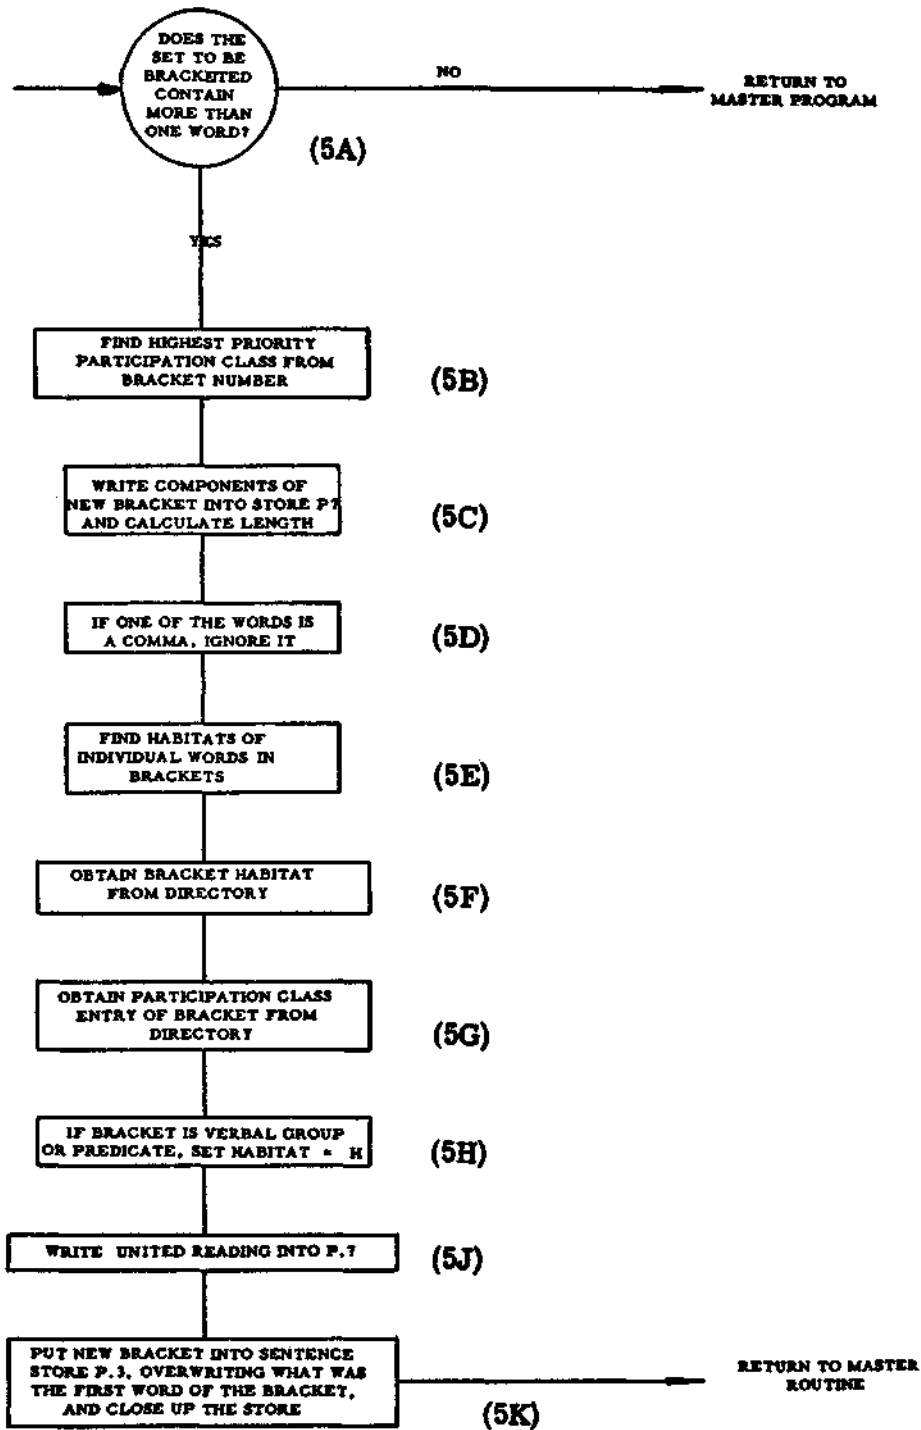 DOES THE
SET TO BE
BRACKETED
CONTAIN
MORE THAN
ONE WORD?
NO
RETURN TO
MASTER PROGRAM
(5A)
YES
FIND HIGHEST PRIORITY
PARTICIPATION CLASS FROM
BRACKET NUMBER
(5B)
WRITE COMPONENTS OF
NEW BRACKET INTO STORE P7
AND CALCULATE LENGTH
(5C)
IF ONE OF THE WORDS IS
A COMMA, IGNORE IT
(5D)
FIND HABITATS OF
INDIVIDUAL WORDS IN
BRACKETS
(5E)
OBTAIN BRACKET HABITAT
FROM DIRECTORY
(5F)
OBTAIN PARTICIPATION CLASS
ENTRY OF BRACKET FROM
DIRECTORY
(5G)
IF BRACKET IS VERBAL GROUP
OR PREDICATE, SET HABITAT = H
(5H)
WRITE UNITED READING INTO P.7
(5J)
PUT NEW BRACKET INTO SENTENCE
STORE P.3, OVERWRITING WHAT WAS
THE FIRST WORD OF THE BRACKET,
AND CLOSE UP THE STORE
(5K)
RETURN TO MASTER
ROUTINE